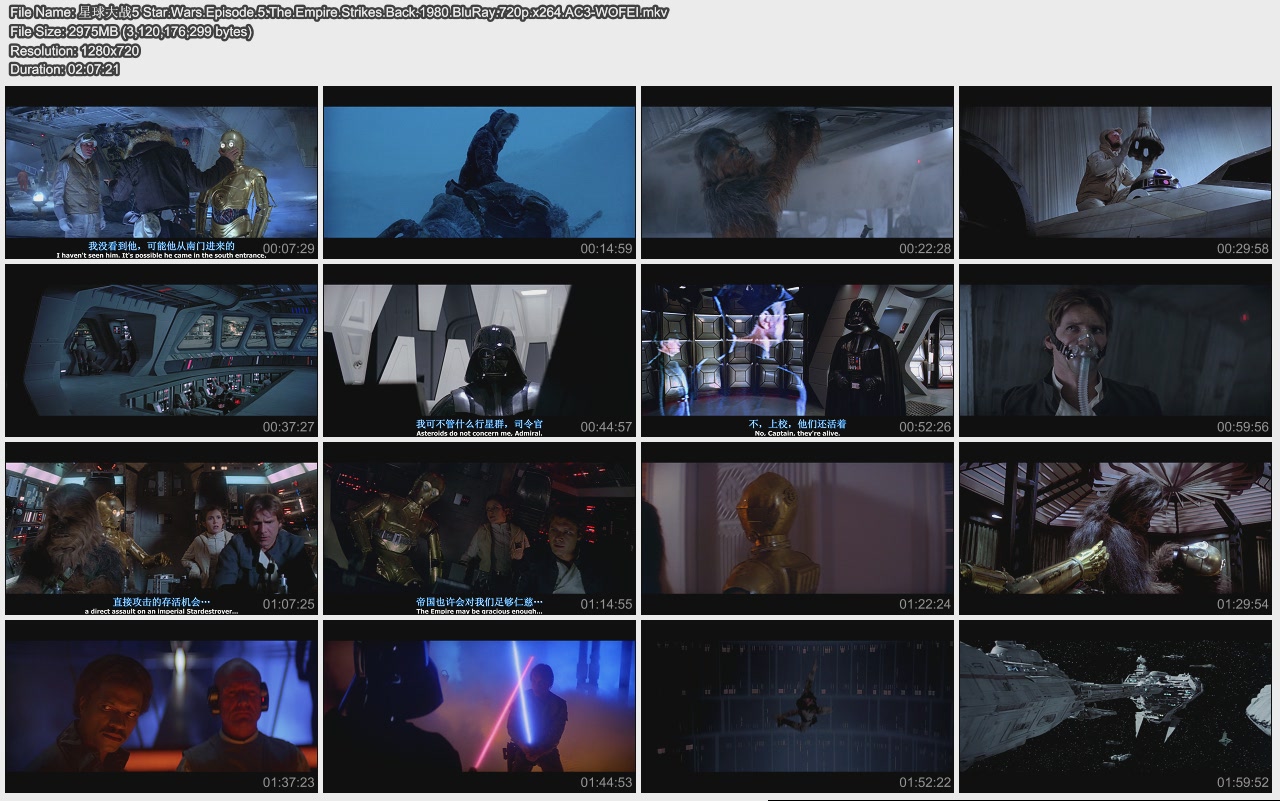 File Name: 星球大战5 Star.Wars.Episode.5.The.Empire.Strikes.Back.1980.BluRay.720p.x264.AC3-WOFEI.mkv
File Size: 2975MB (3,120,176,299 bytes)
Resolution: 1280x720
Duration: 02:07:21
我没看到他，可能他从南门进来的
I haven't seen him. It's possible he came in the south entrance.
00:07:29
00:14:59
00:22:28
00:29:58
00:37:27
我可不管什么行星群，司令官
Asteroids do not concern me, Admiral.
00:44:57
不，上校，他们还活着
No, Captain, they're alive.
00:52:26
00:59:56
直接攻击的存活机会…
a direct assault on an Imperial Stardestroyer...
01:07:25
帝国也许会对我们足够仁慈…
The Empire may be gracious enough...
01:14:55
01:22:24
01:29:54
01:37:23
01:44:53
01:52:22
01:59:52